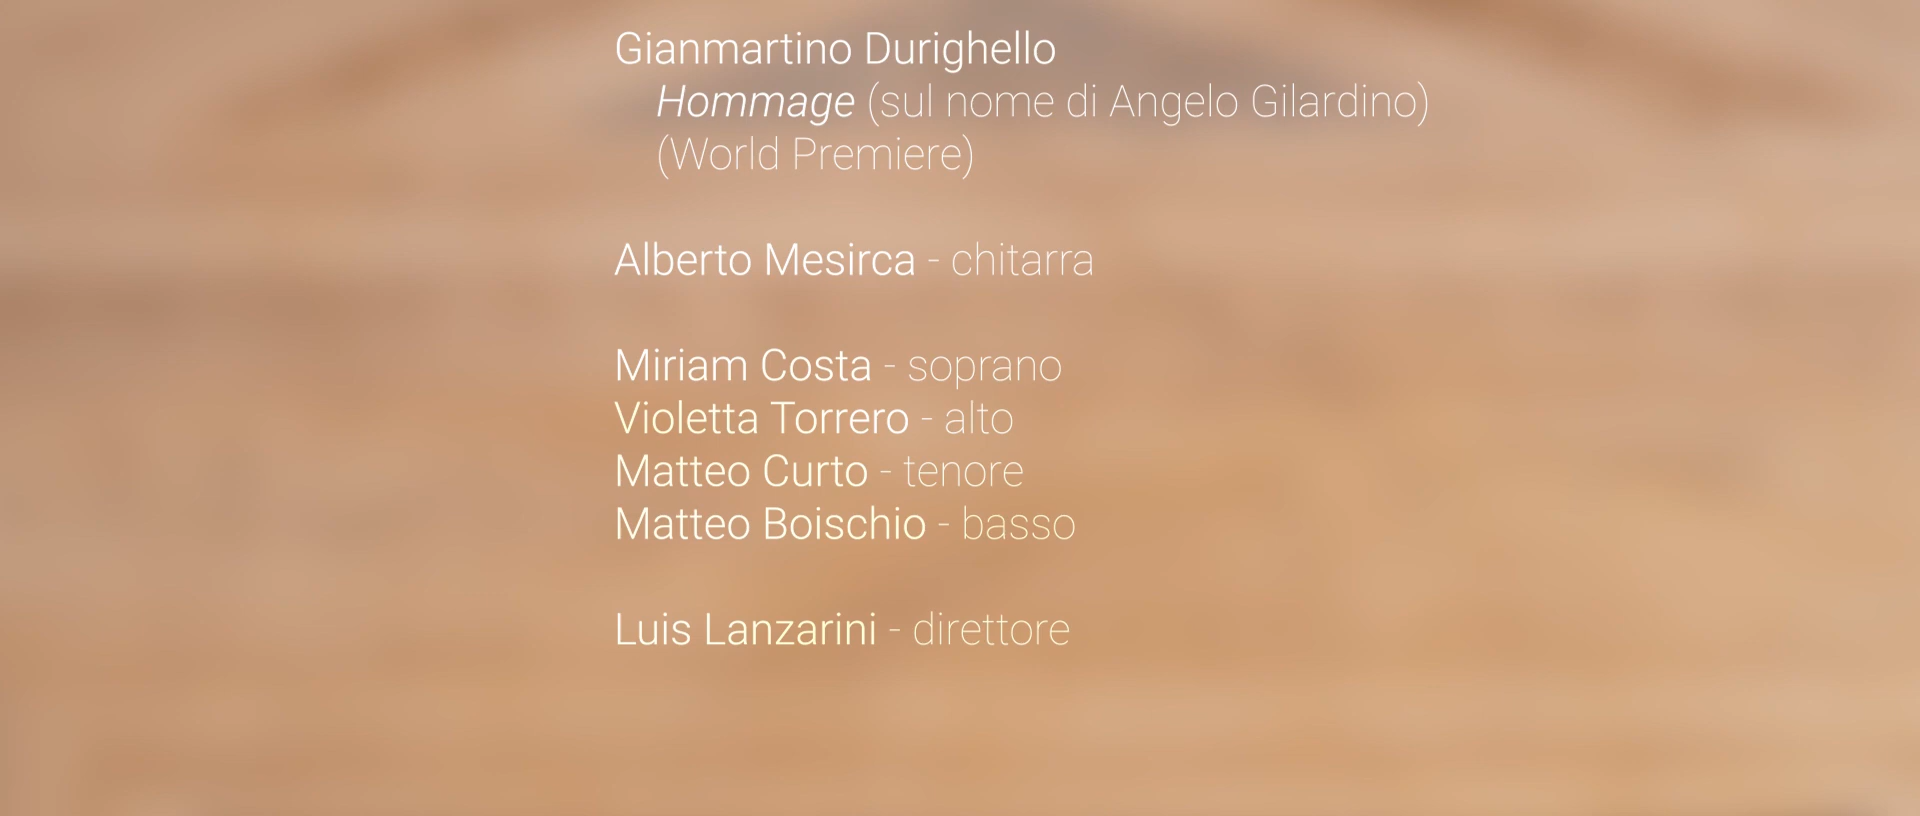 Gianmartino Durighello
Hommage (sul nome di Angelo Gilardino)
(World Premiere)
Alberto Mesirca - chitarra
Miriam Costa - soprano
Violetta Torrero - alto
Matteo Curto - tenore
Matteo Boischio - basso
Luis Lanzarini - direttore